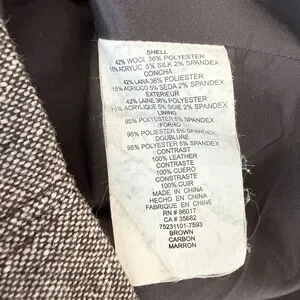 SHELL
42% WOOL 36% POLYESTER
15% ACRYLIC 5% SILK 2% SPANDEX
CONCHA
42% LANA 36% POLIESTER
15% ACRILICO 5% SEDA 2% SPANDEX
EXTERIEUR
42% LAINE 36% POLYESTER
15% ACRYLIQUE 5% SOIE 2% SPANDEX
LINING
95% POLYESTER 5% SPANDEX
FORRO
95% POLIESTER 5% SPANDEX
DOUBLURE
95% POLYESTER 5% SPANDEX
CONTRAST
100% LEATHER
CONTRASTE
100% CUERO
CONSTRASTE
100% CUIR
MADE IN CHINA
HECHO EN CHINA
FABRIQUE EN CHINE
RN # 86017
CA # 35682
75231101-7593
BROWN
CARBON
MARRON